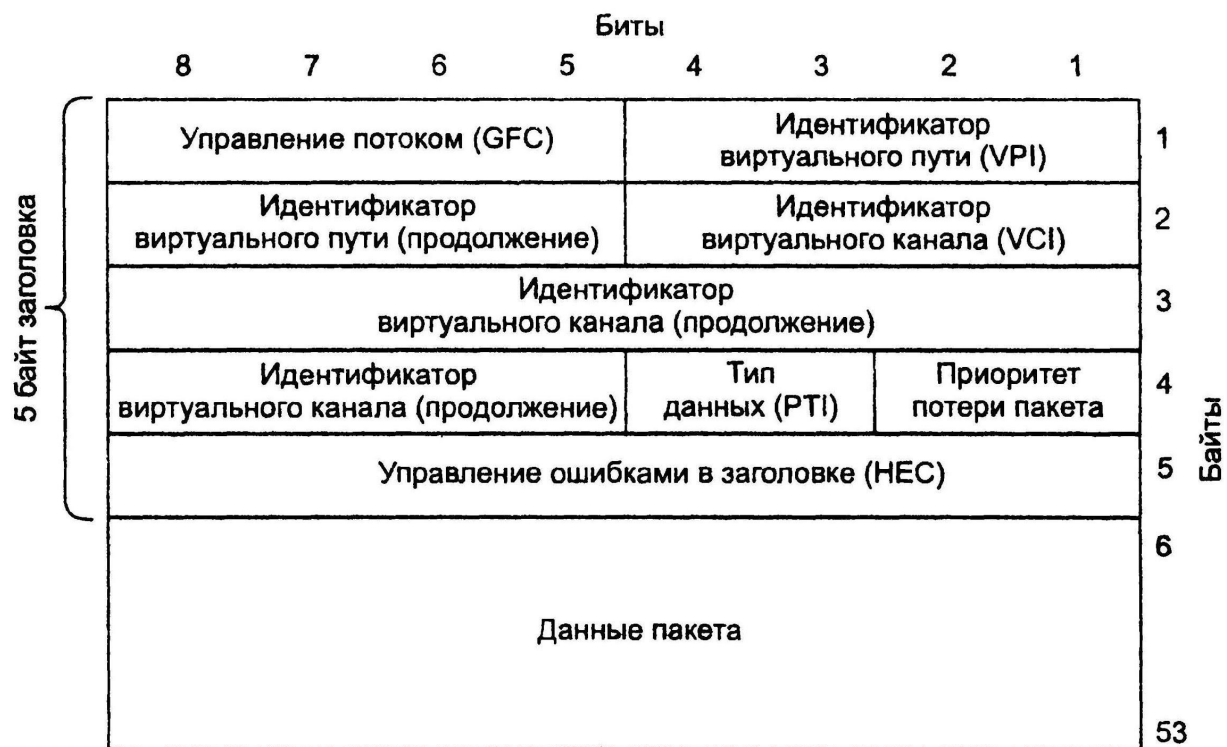 Биты
8 7 6 5 4 3 2 1
Управление потоком (GFC)
Идентификатор
виртуального пути (VPI)
1
Идентификатор
виртуального пути (продолжение)
Идентификатор
виртуального канала (VCI)
2
Идентификатор
виртуального канала (продолжение)
3
Идентификатор
виртуального канала (продолжение)
Тип
данных (PTI)
Приоритет
потери пакета
4
Управление ошибками в заголовке (HEC)
5
5 байт заголовка
Байты
6
Данные пакета
53